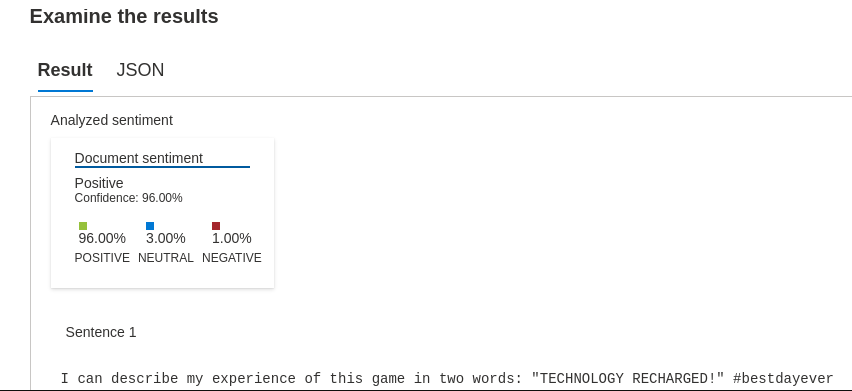 Examine the results
Result JSON
Analyzed sentiment
Document sentiment
Positive
Confidence: 96.00%
96.00% 3.00% 1.00%
POSITIVE NEUTRAL NEGATIVE
Sentence 1
I can describe my experience of this game in two words: "TECHNOLOGY RECHARGED!" #bestdayever